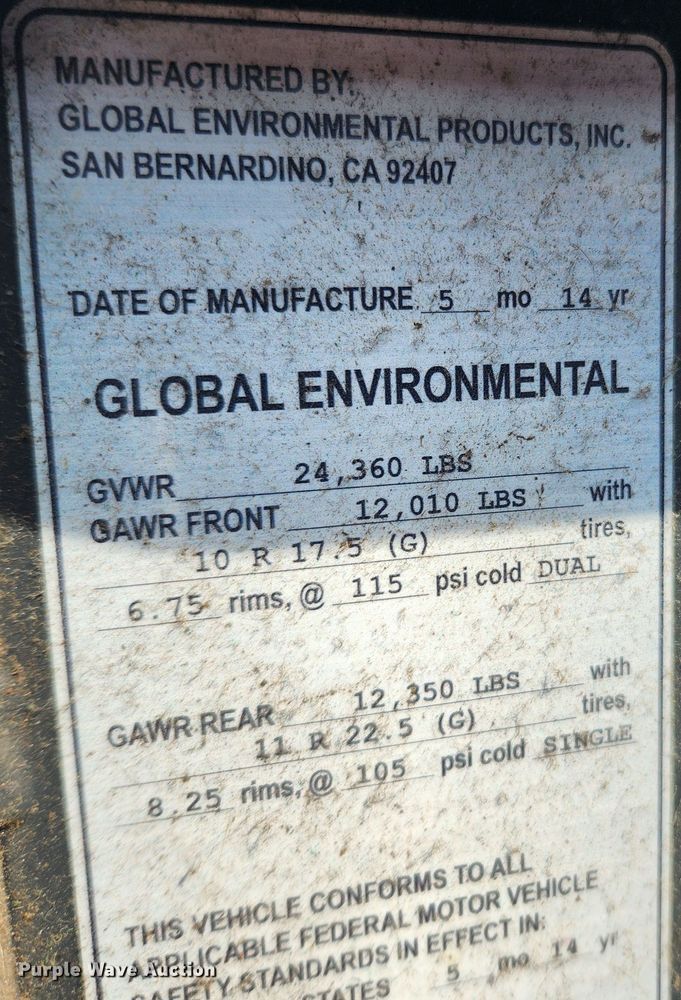 MANUFACTURED BY:
GLOBAL ENVIRONMENTAL PRODUCTS, INC.
SAN BERNARDINO, CA 92407
DATE OF MANUFACTURE 5 mo 14 yr
GLOBAL ENVIRONMENTAL
GVWR 24,360 LBS
GAWR FRONT 12,010 LBS with
10 R 17.5 (G) tires,
6.75 rims, @ 115 psi cold DUAL
GAWR REAR 12,350 LBS with
11 R 22.5 (G) tires,
8.25 rims, @ 105 psi cold SINGLE
THIS VEHICLE CONFORMS TO ALL
APPLICABLE FEDERAL MOTOR VEHICLE
SAFETY STANDARDS IN EFFECT IN:
STATES 5 mo 14 yr
Purple Wave Auction